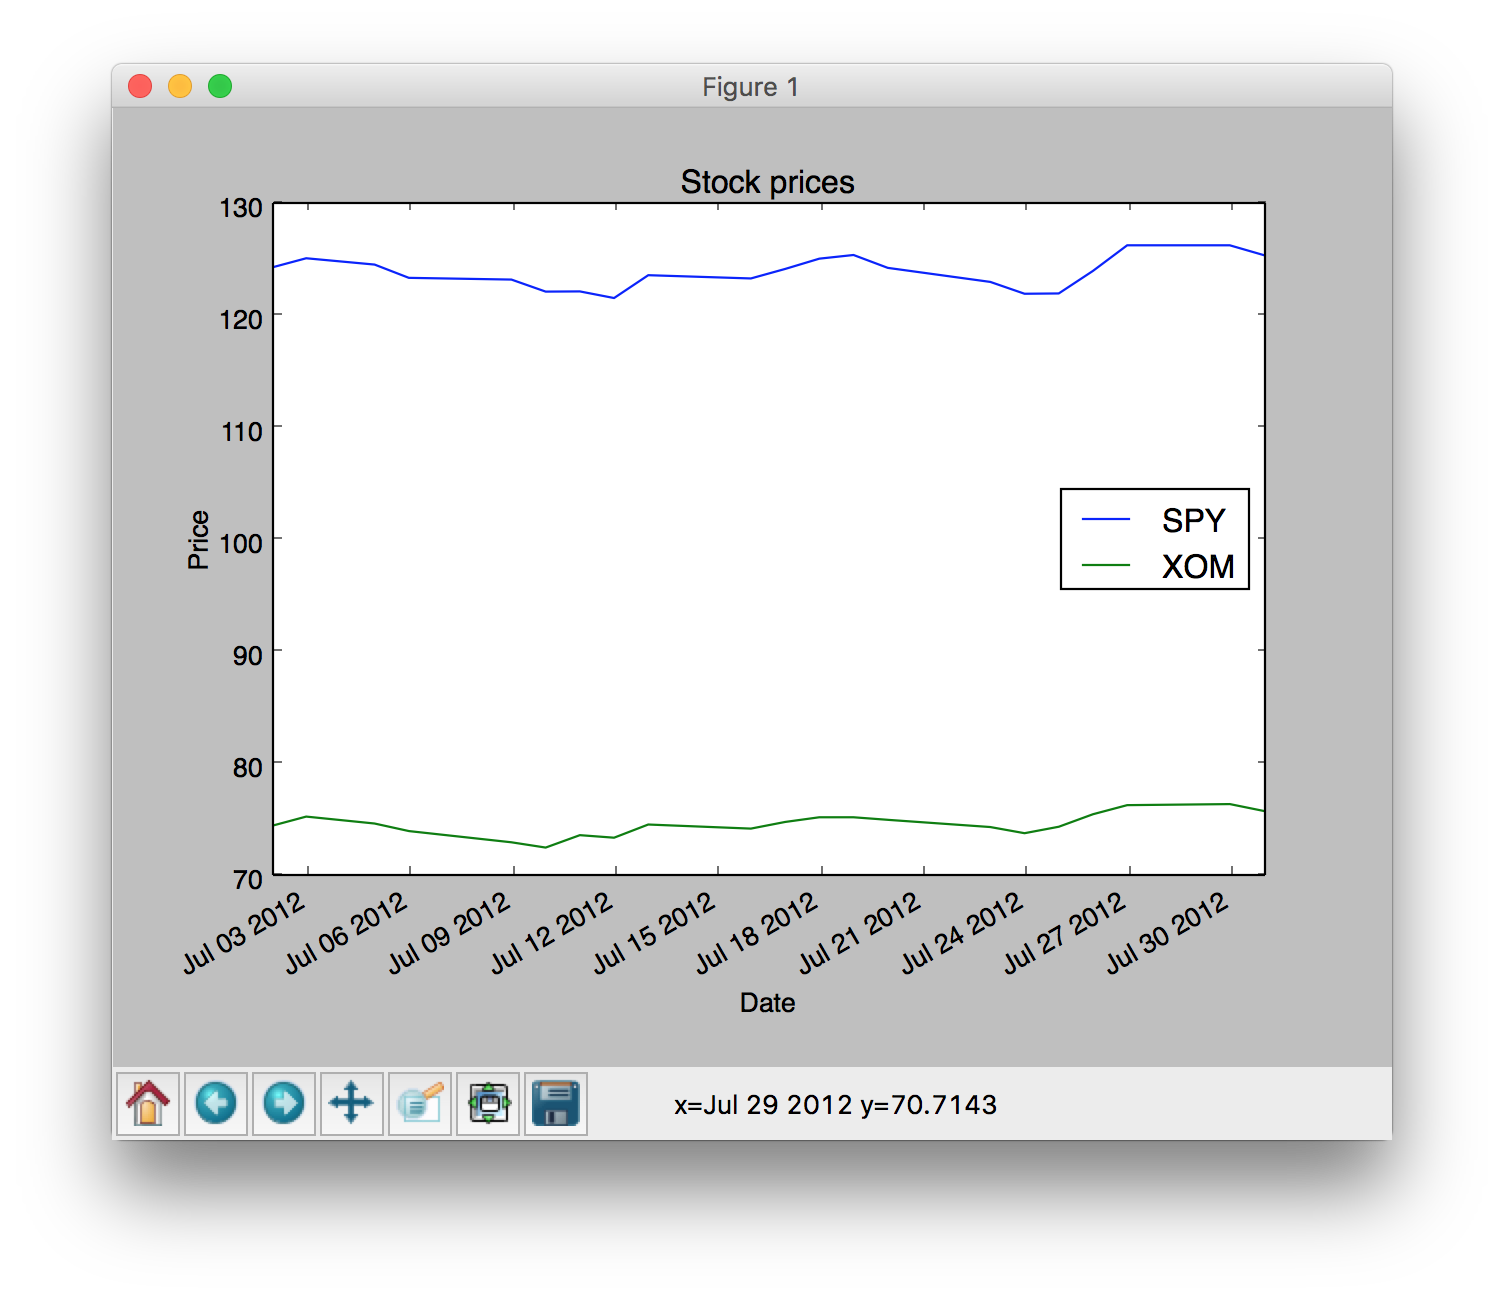 Figure 1
Stock prices
130
120
110
100
90
80
70
Price
SPY
XOM
Jul 03 2012
Jul 06 2012
Jul 09 2012
Jul 12 2012
Jul 15 2012
Jul 18 2012
Jul 21 2012
Jul 24 2012
Jul 27 2012
Jul 30 2012
Date
x=Jul 29 2012 y=70.7143